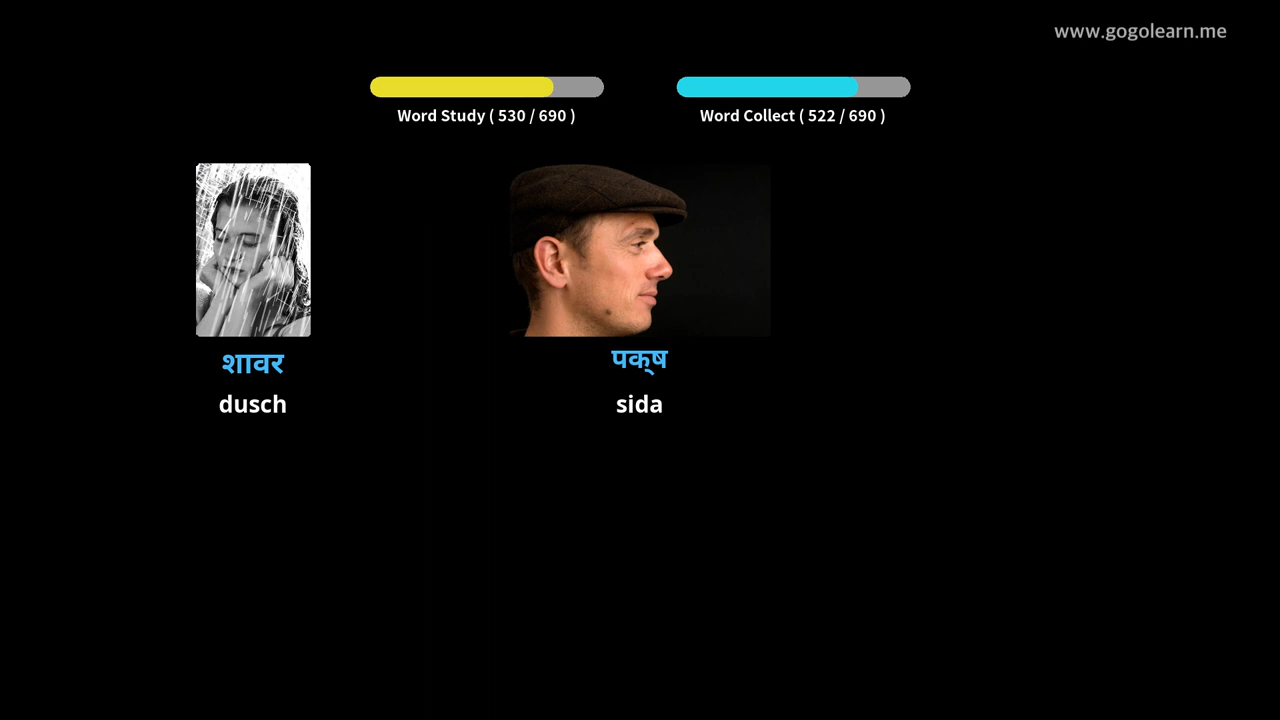 www.gogolearn.me
Word Study ( 530 / 690 )
Word Collect ( 522 / 690 )
शावर
पक्‌ष
dusch
sida